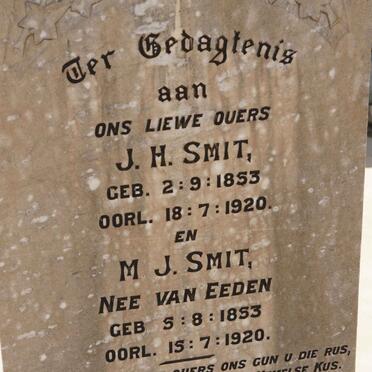 Ter Gedagtenis
aan
ONS LIEWE OUERS
J. H. SMIT,
GEB. 2:9:1853
OORL. 18:7:1920.
EN
M J. SMIT,
NEE VAN EEDEN
GEB 5:8:1853
OORL. 15:7:1920.
OUERS ONS GUN U DIE RUS,
KUS.